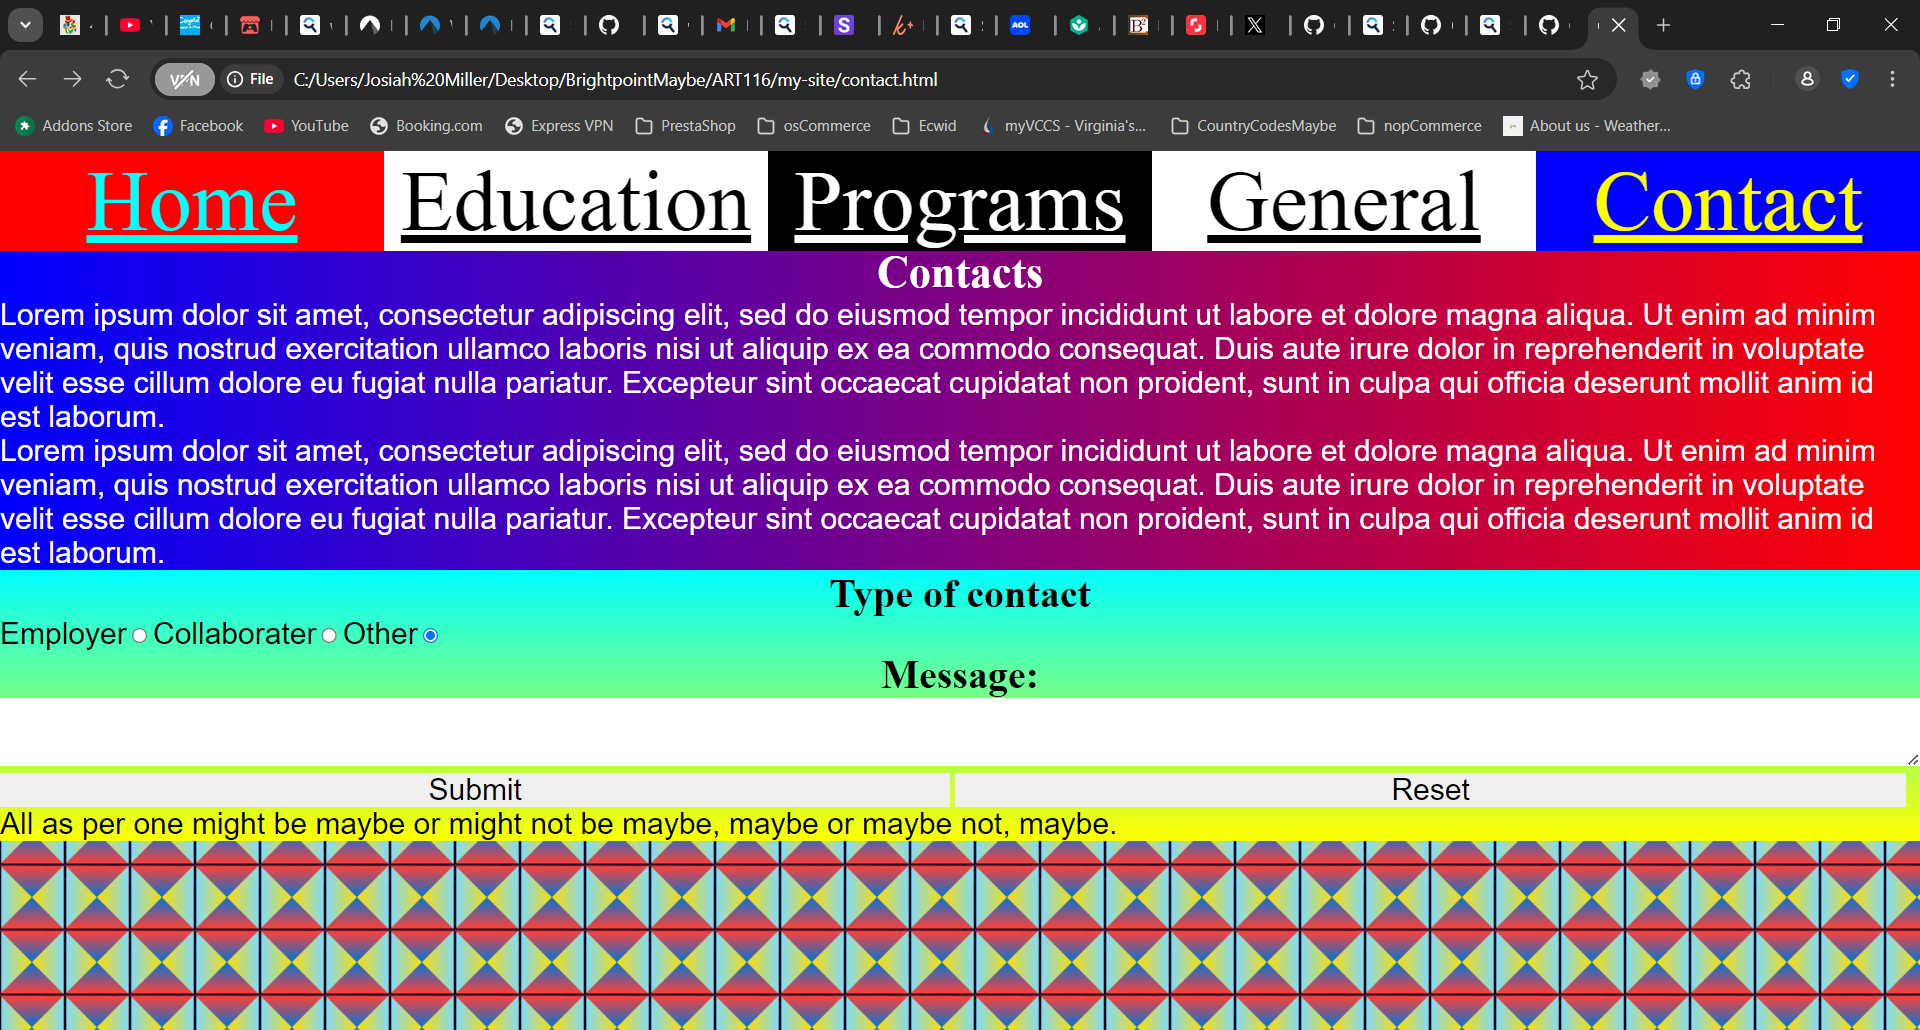 VPN File C:/Users/Josiah%20Miller/Desktop/BrightpointMaybe/ART116/my-site/contact.html
Addons Store Facebook YouTube Booking.com Express VPN PrestaShop osCommerce Ecwid myVCCS - Virginia's... CountryCodesMaybe nopCommerce About us - Weather...
Home Education Programs General Contact
Contacts
Lorem ipsum dolor sit amet, consectetur adipiscing elit, sed do eiusmod tempor incididunt ut labore et dolore magna aliqua. Ut enim ad minim
veniam, quis nostrud exercitation ullamco laboris nisi ut aliquip ex ea commodo consequat. Duis aute irure dolor in reprehenderit in voluptate
velit esse cillum dolore eu fugiat nulla pariatur. Excepteur sint occaecat cupidatat non proident, sunt in culpa qui officia deserunt mollit anim id
est laborum.
Lorem ipsum dolor sit amet, consectetur adipiscing elit, sed do eiusmod tempor incididunt ut labore et dolore magna aliqua. Ut enim ad minim
veniam, quis nostrud exercitation ullamco laboris nisi ut aliquip ex ea commodo consequat. Duis aute irure dolor in reprehenderit in voluptate
velit esse cillum dolore eu fugiat nulla pariatur. Excepteur sint occaecat cupidatat non proident, sunt in culpa qui officia deserunt mollit anim id
est laborum.
Type of contact
Employer Collaborater Other
Message:
Submit Reset
All as per one might be maybe or might not be maybe, maybe or maybe not, maybe.